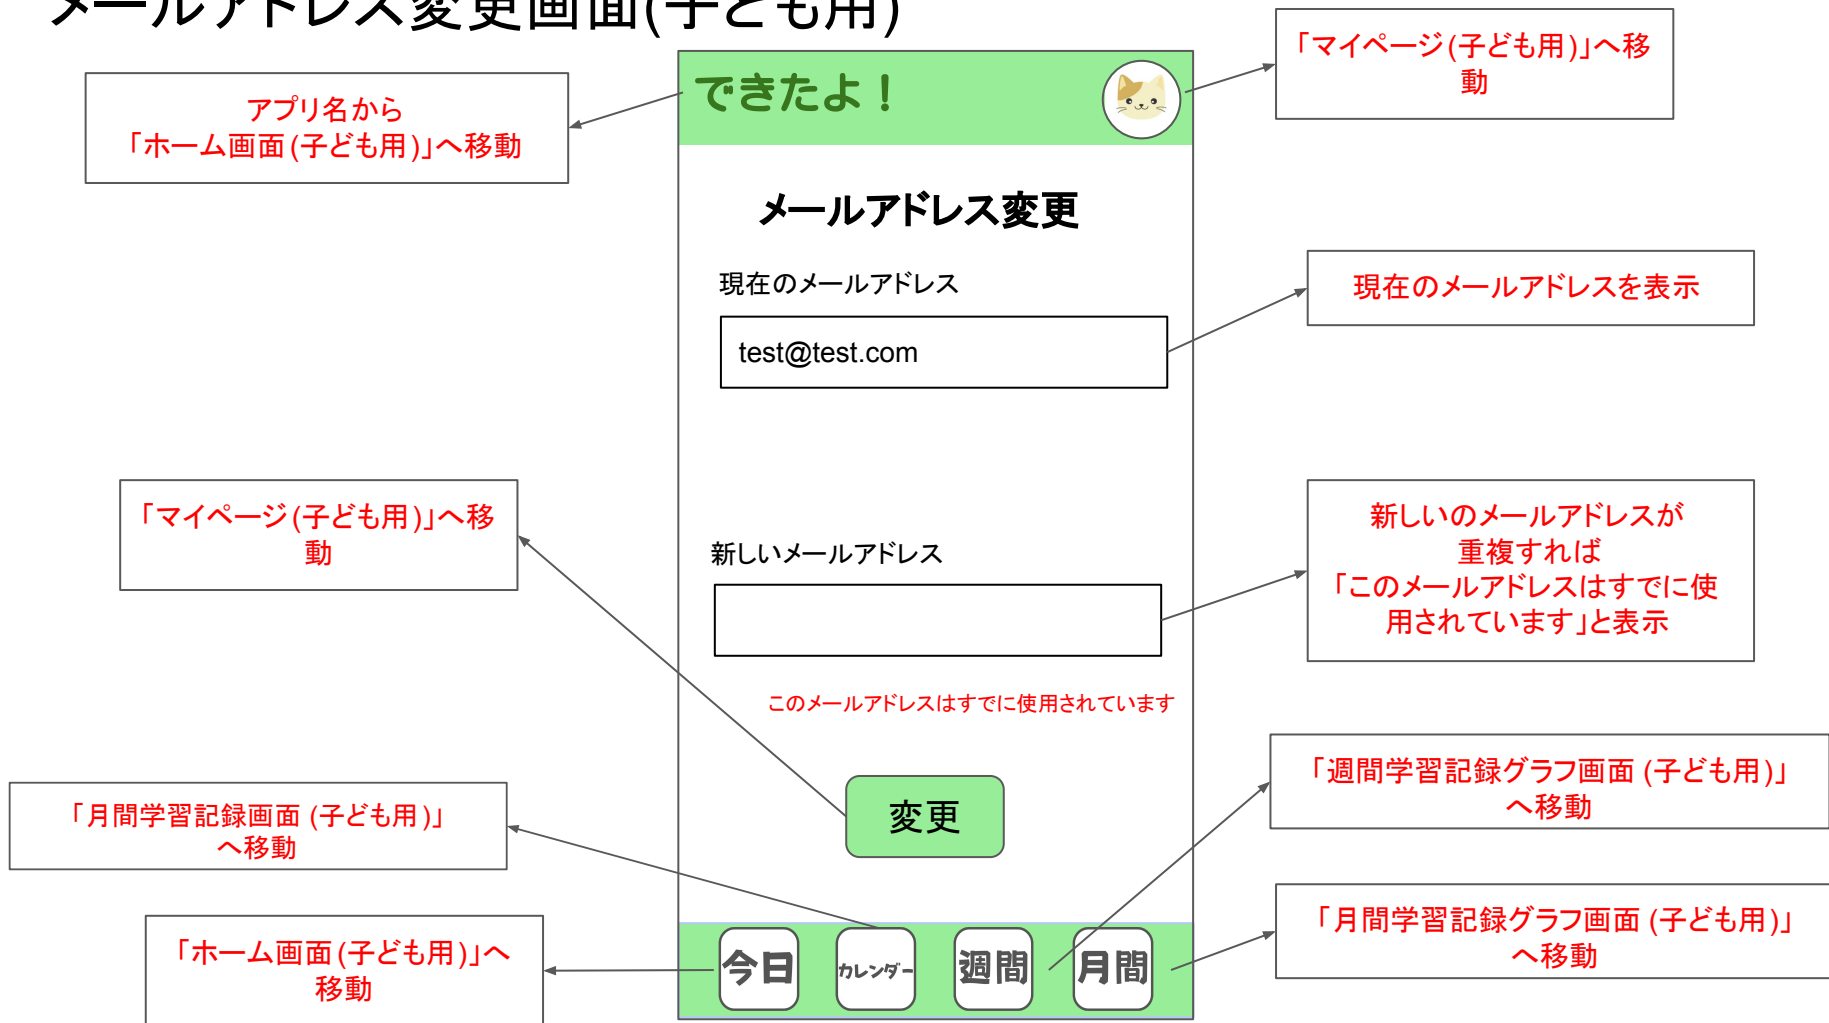 メールアドレス変更画面(子ども用)
「マイページ(子ども用)」へ移
動
できたよ！
アプリ名から
「ホーム画面(子ども用)」へ移動
メールアドレス変更
現在のメールアドレス
現在のメールアドレスを表示
test@test.com
「マイページ(子ども用)」へ移
動
新しいのメールアドレスが
重複すれば
「このメールアドレスはすでに使
用されています」と表示
新しいメールアドレス
このメールアドレスはすでに使用されています
「週間学習記録グラフ画面(子ども用)」
へ移動
「月間学習記録画面(子ども用)」
へ移動
変更
「月間学習記録グラフ画面(子ども用)」
へ移動
「ホーム画面(子ども用)」へ
移動
今日
カレンダー
週間
月間